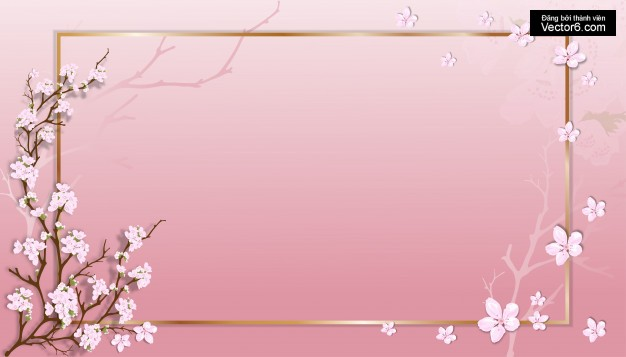 Đăng bởi thành viên
Vector6.com